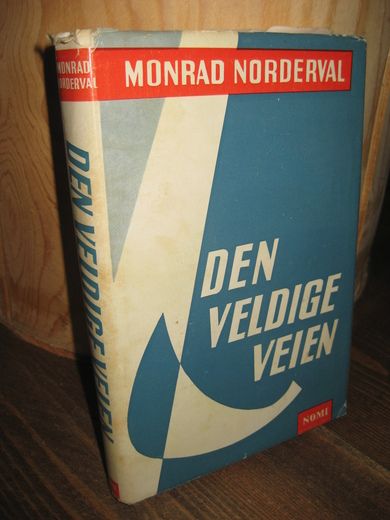 MONRAD
NORDERVAL
DEN VELDIGE VEIEN
MONRAD NORDERVAL
DEN
VELDIGE
VEIEN
NOMI